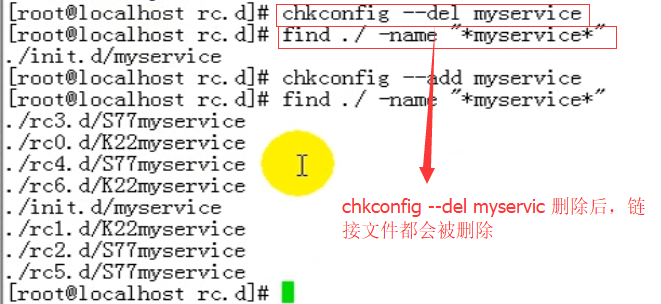 [root@localhost rc.d]# chkconfig --del myservice
[root@localhost rc.d]# find ./ -name "*myservice*"
./init.d/myservice
[root@localhost rc.d]# chkconfig --add myservice
[root@localhost rc.d]# find ./ -name "*myservice*"
./rc3.d/S77myservice
./rc0.d/K22myservice
./rc4.d/S77myservice
./rc6.d/K22myservice
./init.d/myservice
./rc1.d/K22myservice
./rc2.d/S77myservice
./rc5.d/S77myservice
[root@localhost rc.d]#
chkconfig --del myservic 删除后，链
接文件都会被删除